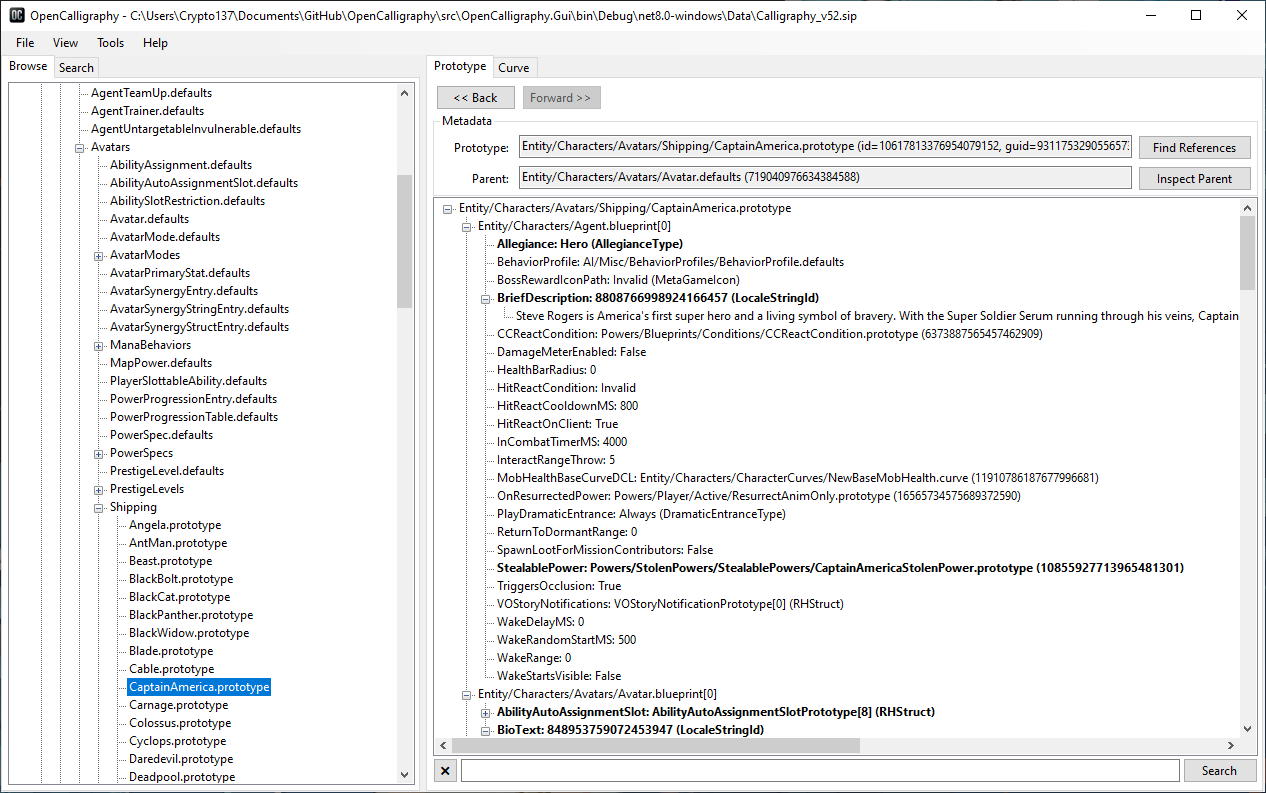 OpenCalligraphy - C:\Users\Crypto137\Documents\GitHub\OpenCalligraphy\src\OpenCalligraphy.Gui\bin\Debug\net8.0-windows\Data\Calligraphy_v52.sip
File View Tools Help
Browse Search
AgentTeamUp.defaults
AgentTrainer.defaults
AgentUntargetableInvulnerable.defaults
Avatars
AbilityAssignment.defaults
AbilityAutoAssignmentSlot.defaults
AbilitySlotRestriction.defaults
Avatar.defaults
AvatarMode.defaults
AvatarModes
AvatarPrimaryStat.defaults
AvatarSynergyEntry.defaults
AvatarSynergyStringEntry.defaults
AvatarSynergyStructEntry.defaults
ManaBehaviors
MapPower.defaults
PlayerSlottableAbility.defaults
PowerProgressionEntry.defaults
PowerProgressionTable.defaults
PowerSpec.defaults
PowerSpecs
PrestigeLevel.defaults
PrestigeLevels
Shipping
Angela.prototype
AntMan.prototype
Beast.prototype
BlackBolt.prototype
BlackCat.prototype
BlackPanther.prototype
BlackWidow.prototype
Blade.prototype
Cable.prototype
CaptainAmerica.prototype
Carnage.prototype
Colossus.prototype
Cyclops.prototype
Daredevil.prototype
Deadpool.prototype
Prototype Curve
<< Back Forward >>
Metadata
Prototype: Entity/Characters/Avatars/Shipping/CaptainAmerica.prototype (id=10617813376954079152, guid=931175329055657 Find References
Parent: Entity/Characters/Avatars/Avatar.defaults (719040976634384588) Inspect Parent
Entity/Characters/Avatars/Shipping/CaptainAmerica.prototype
Entity/Characters/Agent.blueprint[0]
Allegiance: Hero (AllegianceType)
BehaviorProfile: AI/Misc/BehaviorProfiles/BehaviorProfile.defaults
BossRewardIconPath: Invalid (MetaGameIcon)
BriefDescription: 8808766998924166457 (LocaleStringId)
Steve Rogers is America's first super hero and a living symbol of bravery. With the Super Soldier Serum running through his veins, Captain
CCReactCondition: Powers/Blueprints/Conditions/CCReactCondition.prototype (6373887565457462909)
DamageMeterEnabled: False
HealthBarRadius: 0
HitReactCondition: Invalid
HitReactCooldownMS: 800
HitReactOnClient: True
InCombatTimerMS: 4000
InteractRangeThrow: 5
MobHealthBaseCurveDCL: Entity/Characters/CharacterCurves/NewBaseMobHealth.curve (11910786187677996681)
OnResurrectedPower: Powers/Player/Active/ResurrectAnimOnly.prototype (16565734575689372590)
PlayDramaticEntrance: Always (DramaticEntranceType)
ReturnToDormantRange: 0
SpawnLootForMissionContributors: False
StealablePower: Powers/StolenPowers/StealablePowers/CaptainAmericaStolenPower.prototype (10855927713965481301)
TriggersOcclusion: True
VOStoryNotifications: VOStoryNotificationPrototype[0] (RHStruct)
WakeDelayMS: 0
WakeRandomStartMS: 500
WakeRange: 0
WakeStartsVisible: False
Entity/Characters/Avatars/Avatar.blueprint[0]
AbilityAutoAssignmentSlot: AbilityAutoAssignmentSlotPrototype[8] (RHStruct)
BioText: 848953759072453947 (LocaleStringId)
Search